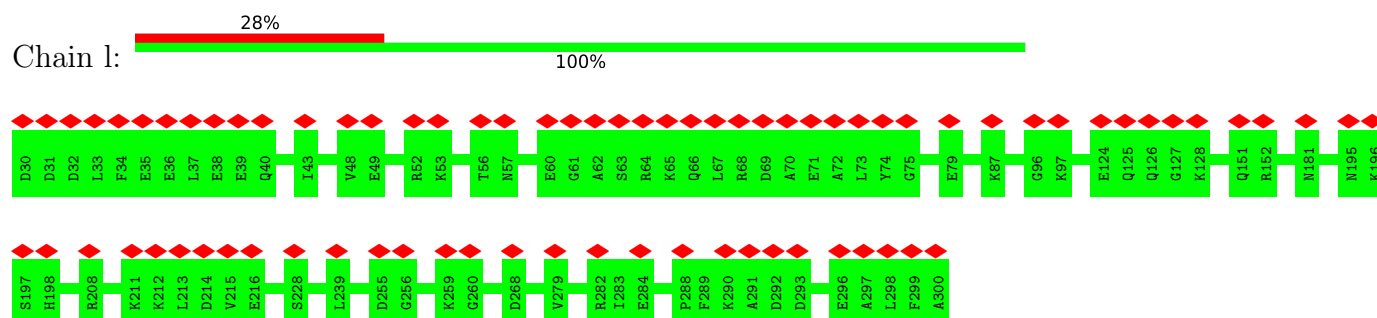 28%
Chain l:
100%
D30 D31 D32 L33 F34 E35 E36 L37 E38 E39 Q40 I43 V48 E49 R52 K53 T56 N57 E60 G61 A62 S63 R64 K65 Q66 L67 R68 D69 A70 E71 A72 L73 Y74 G75 E79 K87 G96 K97 E124 Q125 Q126 G127 K128 Q151 R152 N181 N195 K196
S197 H198 R208 K211 K212 L213 D214 V215 E216 S228 L239 D255 G256 K259 G260 D268 V279 R282 I283 E284 P288 F289 K290 A291 D292 D293 E296 A297 L298 F299 A300